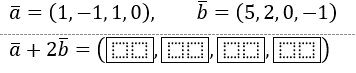 ā = (1, −1, 1, 0), b̄ = (5, 2, 0, −1)
ā + 2b̄ = (⬚⬚, ⬚⬚, ⬚⬚, ⬚⬚)